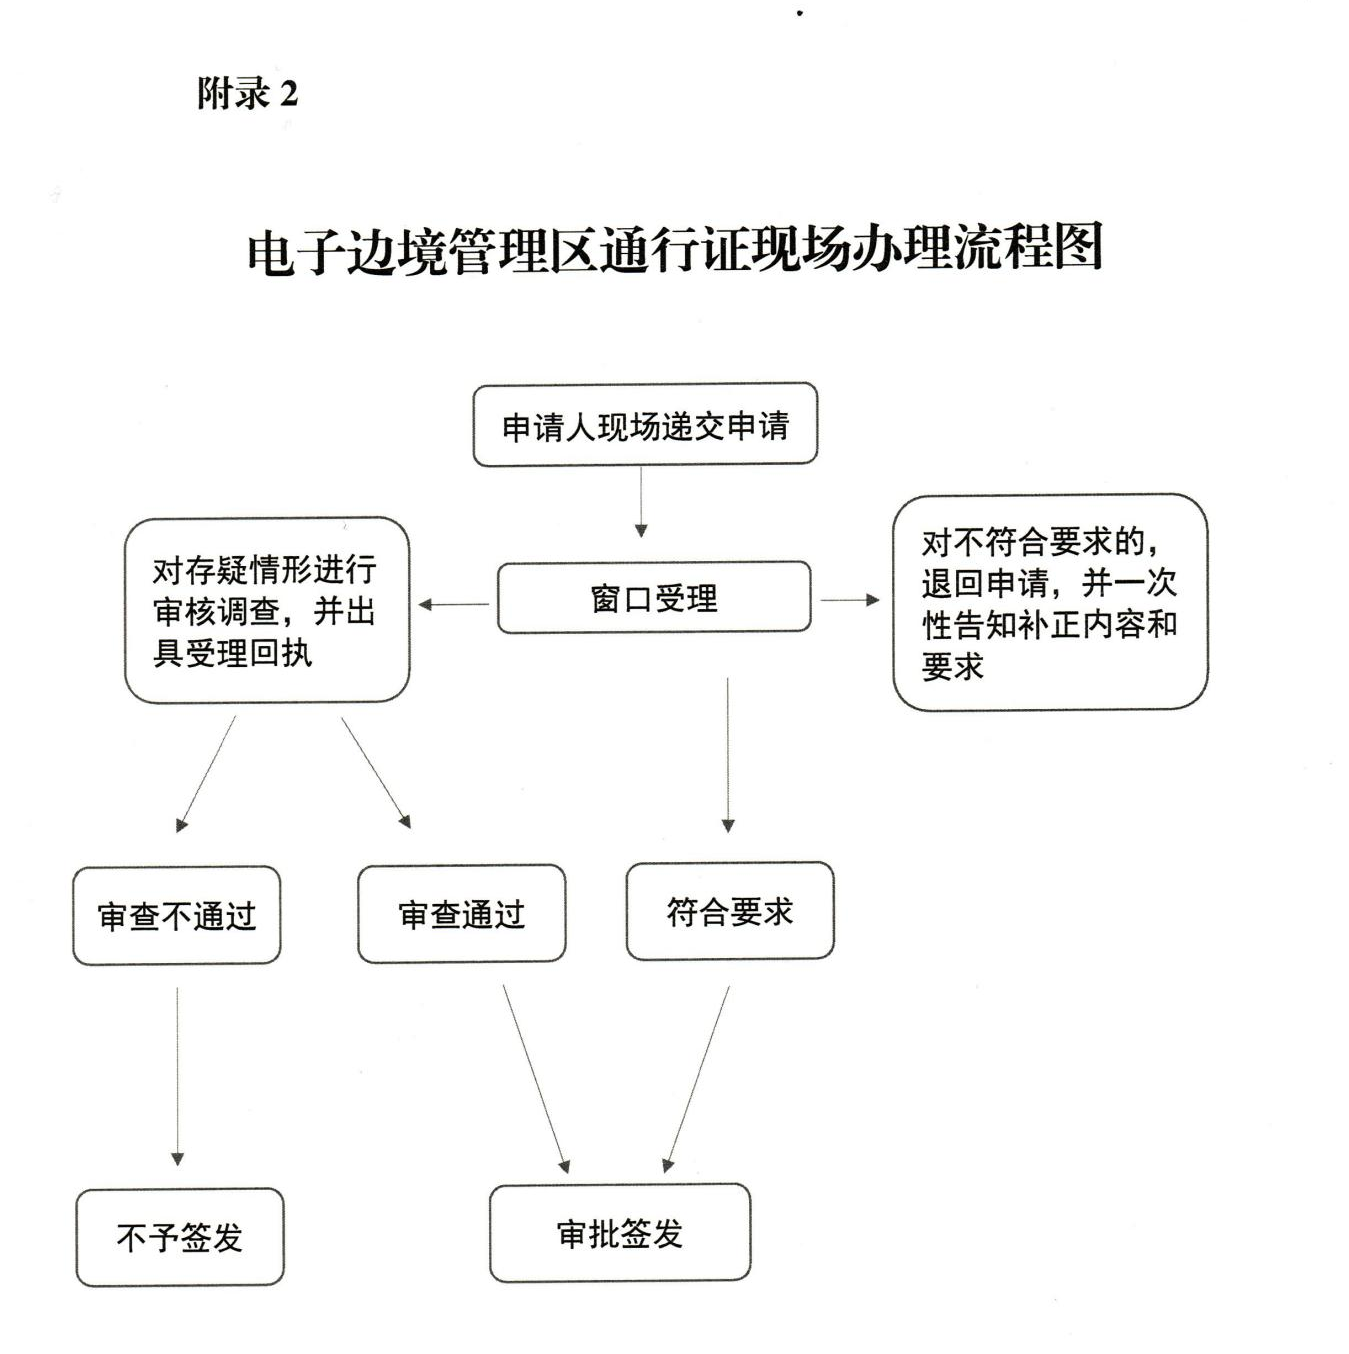 附录 2
电子边境管理区通行证现场办理流程图
申请人现场递交申请
对存疑情形进行
审核调查，并出
具受理回执
窗口受理
对不符合要求的，
退回申请，并一次
性告知补正内容和
要求
审查不通过
审查通过
符合要求
不予签发
审批签发